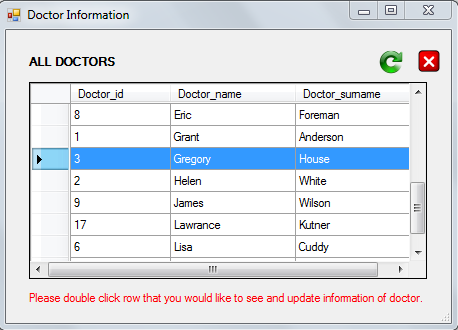 Doctor Information
ALL DOCTORS
Doctor_id Doctor_name Doctor_surname
8 Eric Foreman
1 Grant Anderson
3 Gregory House
2 Helen White
9 James Wilson
17 Lawrance Kutner
6 Lisa Cuddy
Please double click row that you would like to see and update information of doctor.